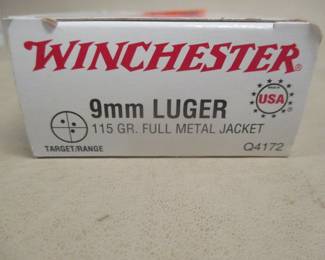 WINCHESTER®
9mm LUGER
115 GR. FULL METAL JACKET
TARGET/RANGE
USA
Q4172